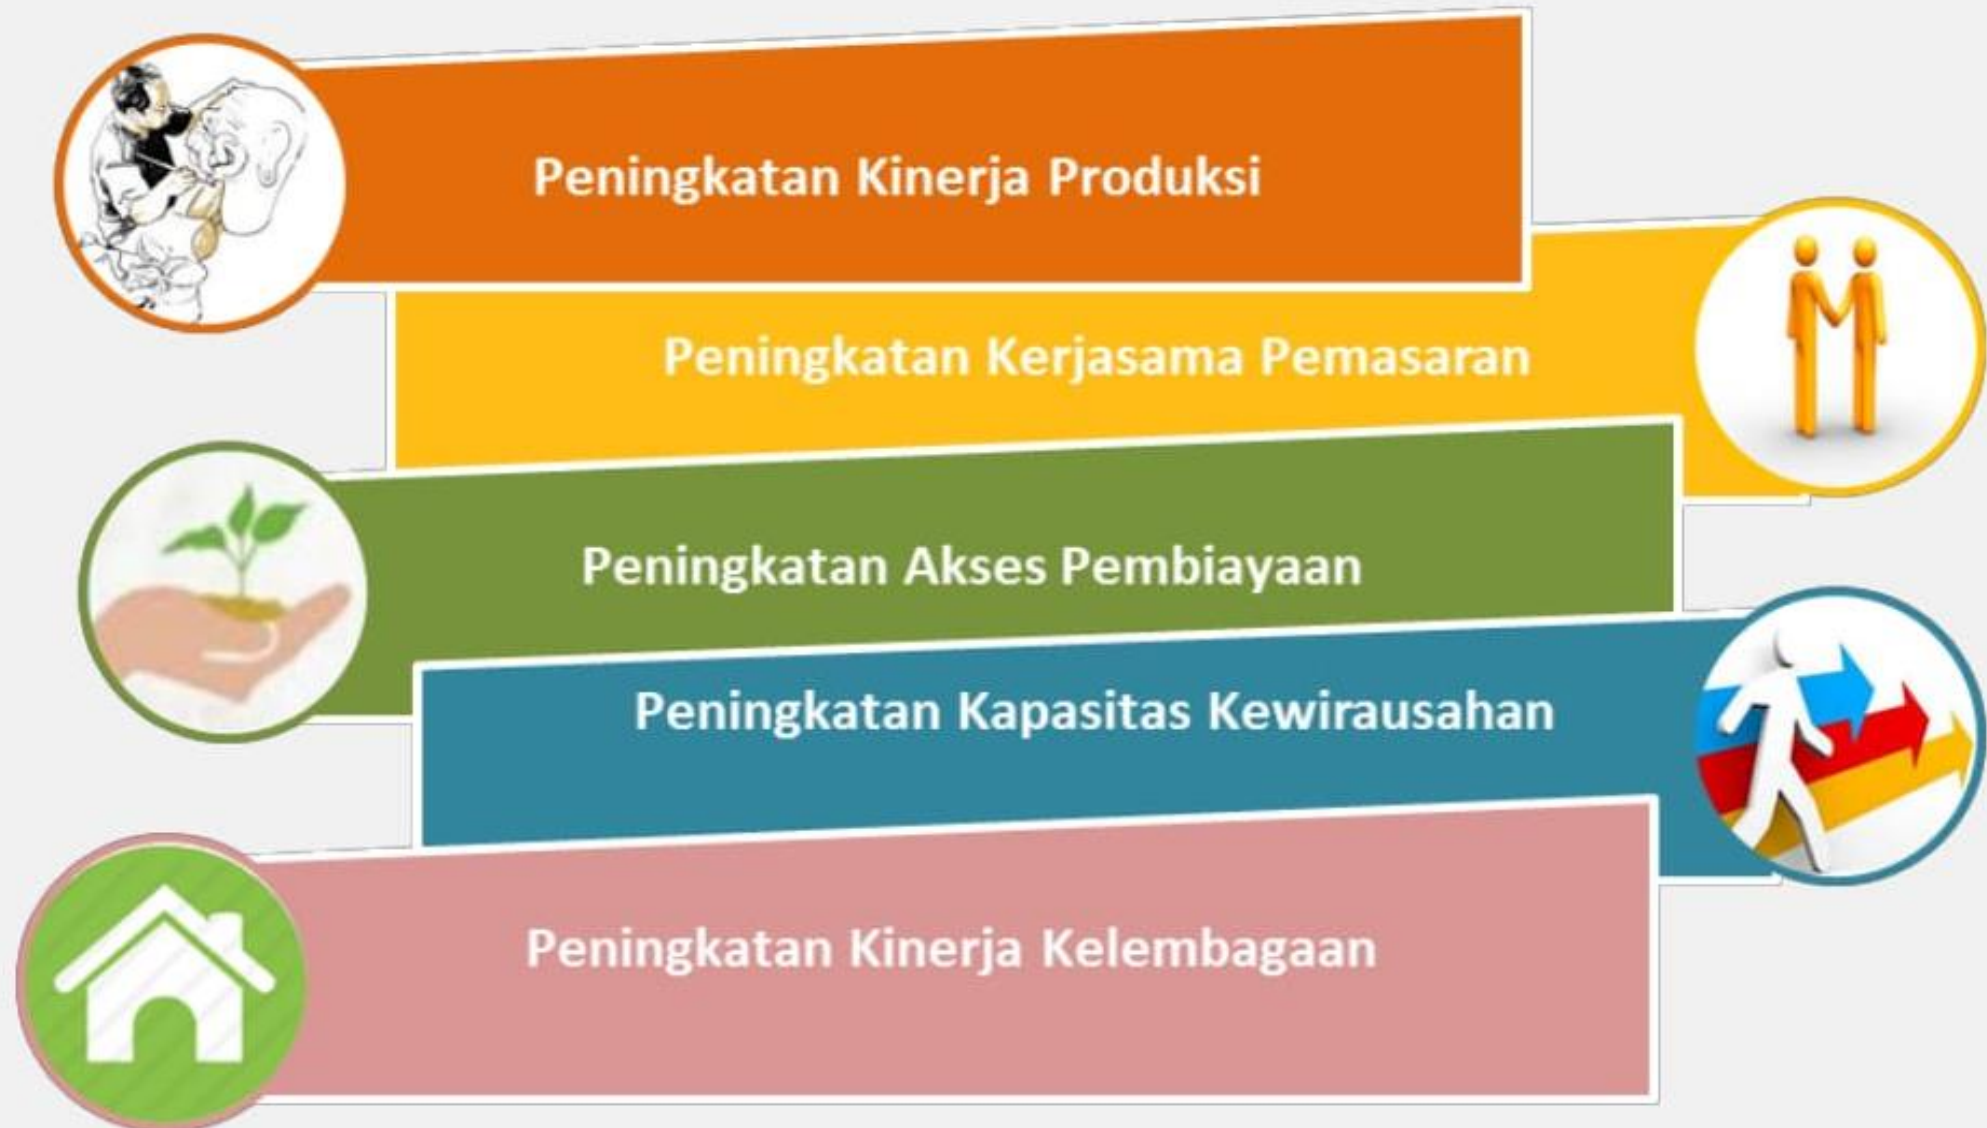 Peningkatan Kinerja Produksi
Peningkatan Kerjasama Pemasaran
Peningkatan Akses Pembiayaan
Peningkatan Kapasitas Kewirausahan
Peningkatan Kinerja Kelembagaan